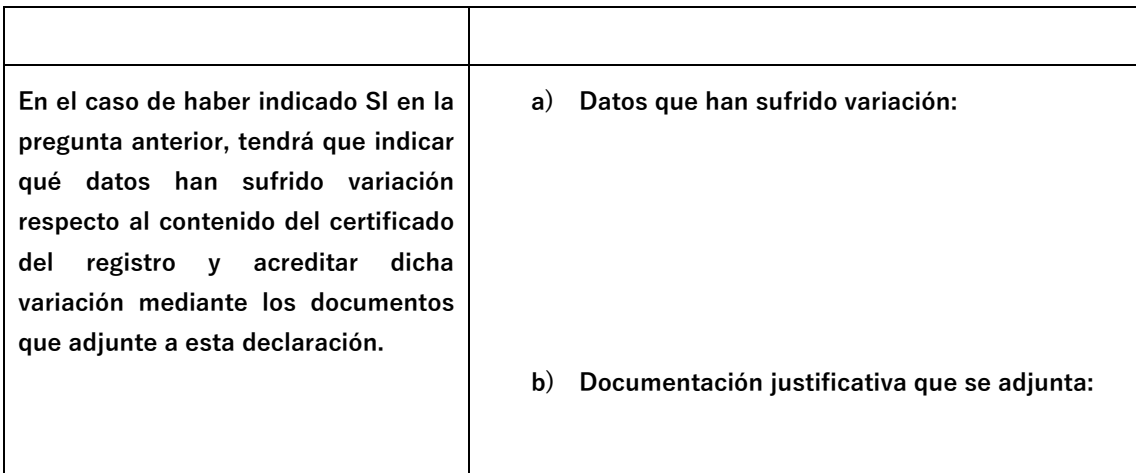 En el caso de haber indicado SI en la
pregunta anterior, tendrá que indicar
qué datos han sufrido variación
respecto al contenido del certificado
del registro y acreditar dicha
variación mediante los documentos
que adjunte a esta declaración.
a) Datos que han sufrido variación:
b) Documentación justificativa que se adjunta: